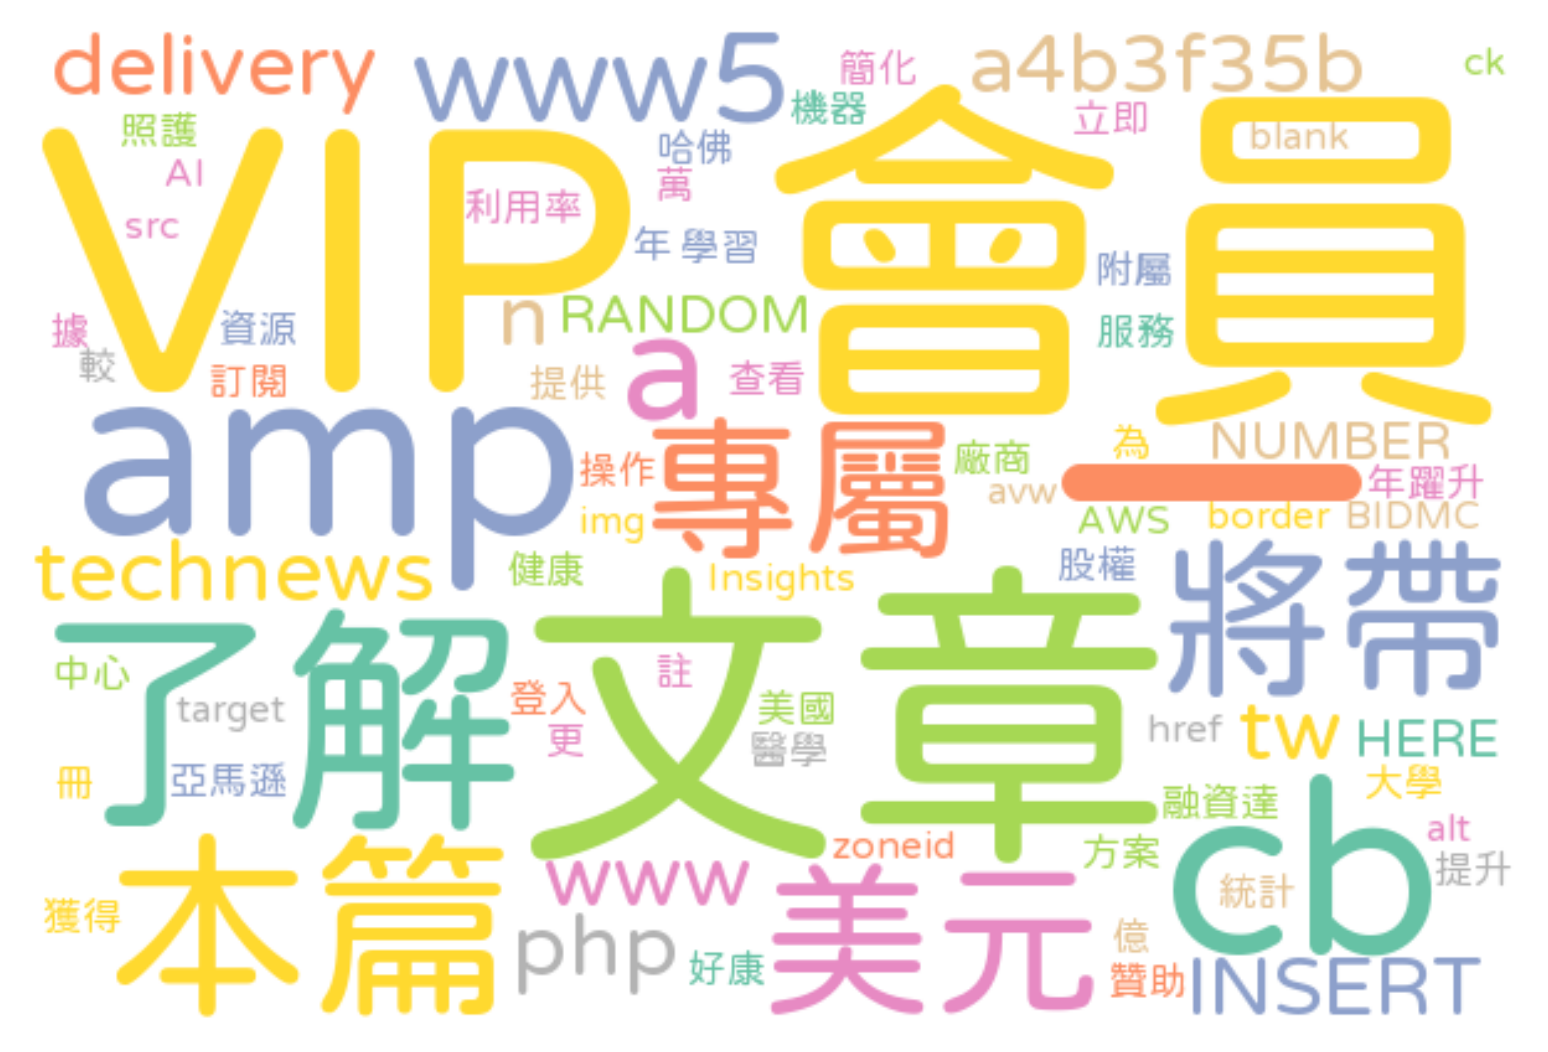 delivery
www5
簡化
a4b3f35b
ck
機器
立即
照護
VIP
會員
blank
哈佛
AI
萬
利用率
src
年
學習
附屬
n
RANDOM
服務
據
資源
較
訂閱
提供
a
查看
amp
專屬
為
NUMBER
操作
廠商
一
年躍升
avw
img
AWS
border
BIDMC
technews
健康
Insights
股權
將帶
了解
文章
中心
target
登入
註
美國
更
醫學
href
tw
HERE
冊
亞馬遜
大學
融資達
cb
alt
本篇
zoneid
方案
提升
www
美元
統計
獲得
php
好康
億
贊助
INSERT